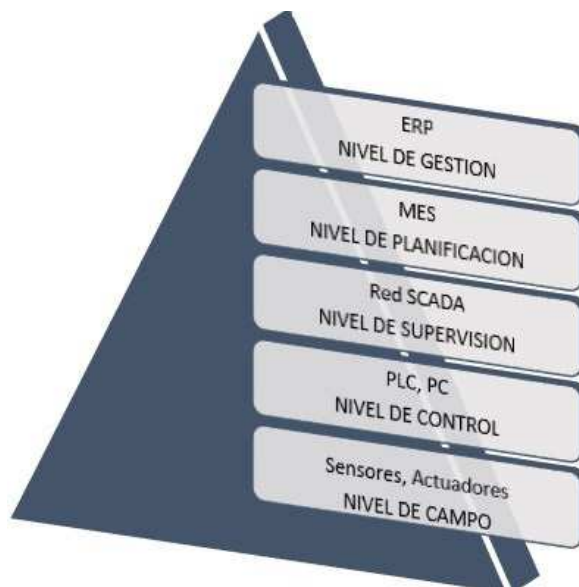 ERP
NIVEL DE GESTION
MES
NIVEL DE PLANIFICACION
Red SCADA
NIVEL DE SUPERVISION
PLC, PC
NIVEL DE CONTROL
Sensores, Actuadores
NIVEL DE CAMPO